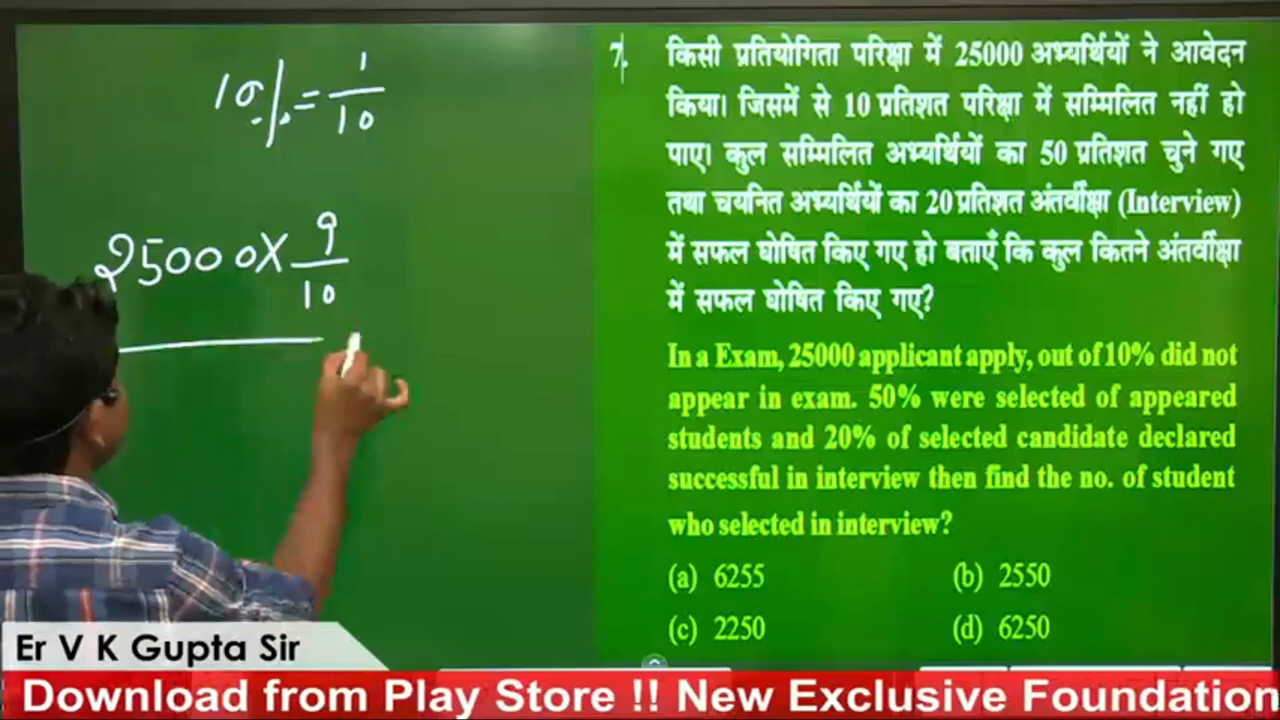 10% = 1/10
25000 X 9/10
7. किसी प्रतियोगिता परिक्षा में 25000 अभ्यर्थियों ने आवेदन
किया। जिसमें से 10 प्रतिशत परिक्षा में सम्मिलित नहीं हो
पाए। कुल सम्मिलित अभ्यर्थियों का 50 प्रतिशत चुने गए
तथा चयनित अभ्यर्थियों का 20 प्रतिशत अंतर्वीक्षा (Interview)
में सफल घोषित किए गए हो बताएँ कि कुल कितने अंतर्वीक्षा
में सफल घोषित किए गए?
In a Exam, 25000 applicant apply, out of 10% did not
appear in exam. 50% were selected of appeared
students and 20% of selected candidate declared
successful in interview then find the no. of student
who selected in interview?
(a) 6255 (b) 2550
(c) 2250 (d) 6250
Er V K Gupta Sir
Download from Play Store !! New Exclusive Foundation